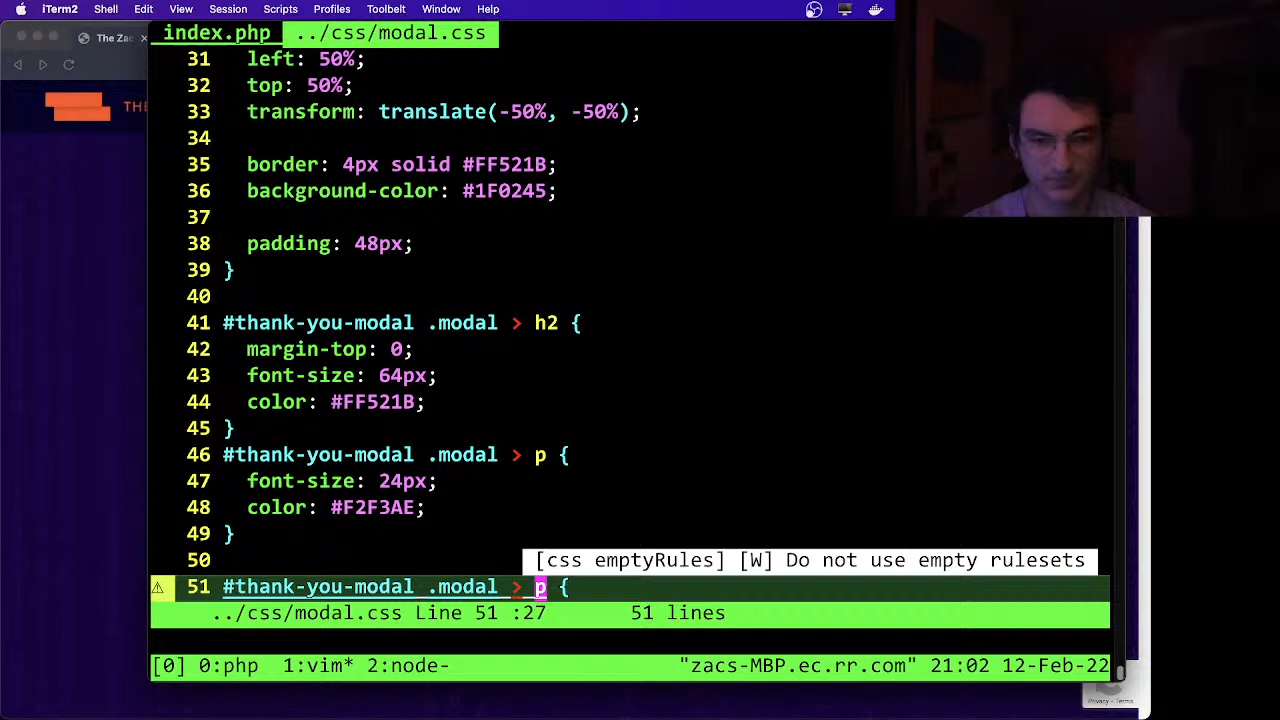 iTerm2 Shell Edit View Session Scripts Profiles Toolbelt Window Help
The Zac
THE
index.php ../css/modal.css
31 left: 50%;
32 top: 50%;
33 transform: translate(-50%, -50%);
34
35 border: 4px solid #FF521B;
36 background-color: #1F0245;
37
38 padding: 48px;
39 }
40
41 #thank-you-modal .modal > h2 {
42 margin-top: 0;
43 font-size: 64px;
44 color: #FF521B;
45 }
46 #thank-you-modal .modal > p {
47 font-size: 24px;
48 color: #F2F3AE;
49 }
50
[css emptyRules] [W] Do not use empty rulesets
51 #thank-you-modal .modal > p {
../css/modal.css Line 51 :27 51 lines
[0] 0:php 1:vim* 2:node- "zacs-MBP.ec.rr.com" 21:02 12-Feb-22
Privacy - Terms